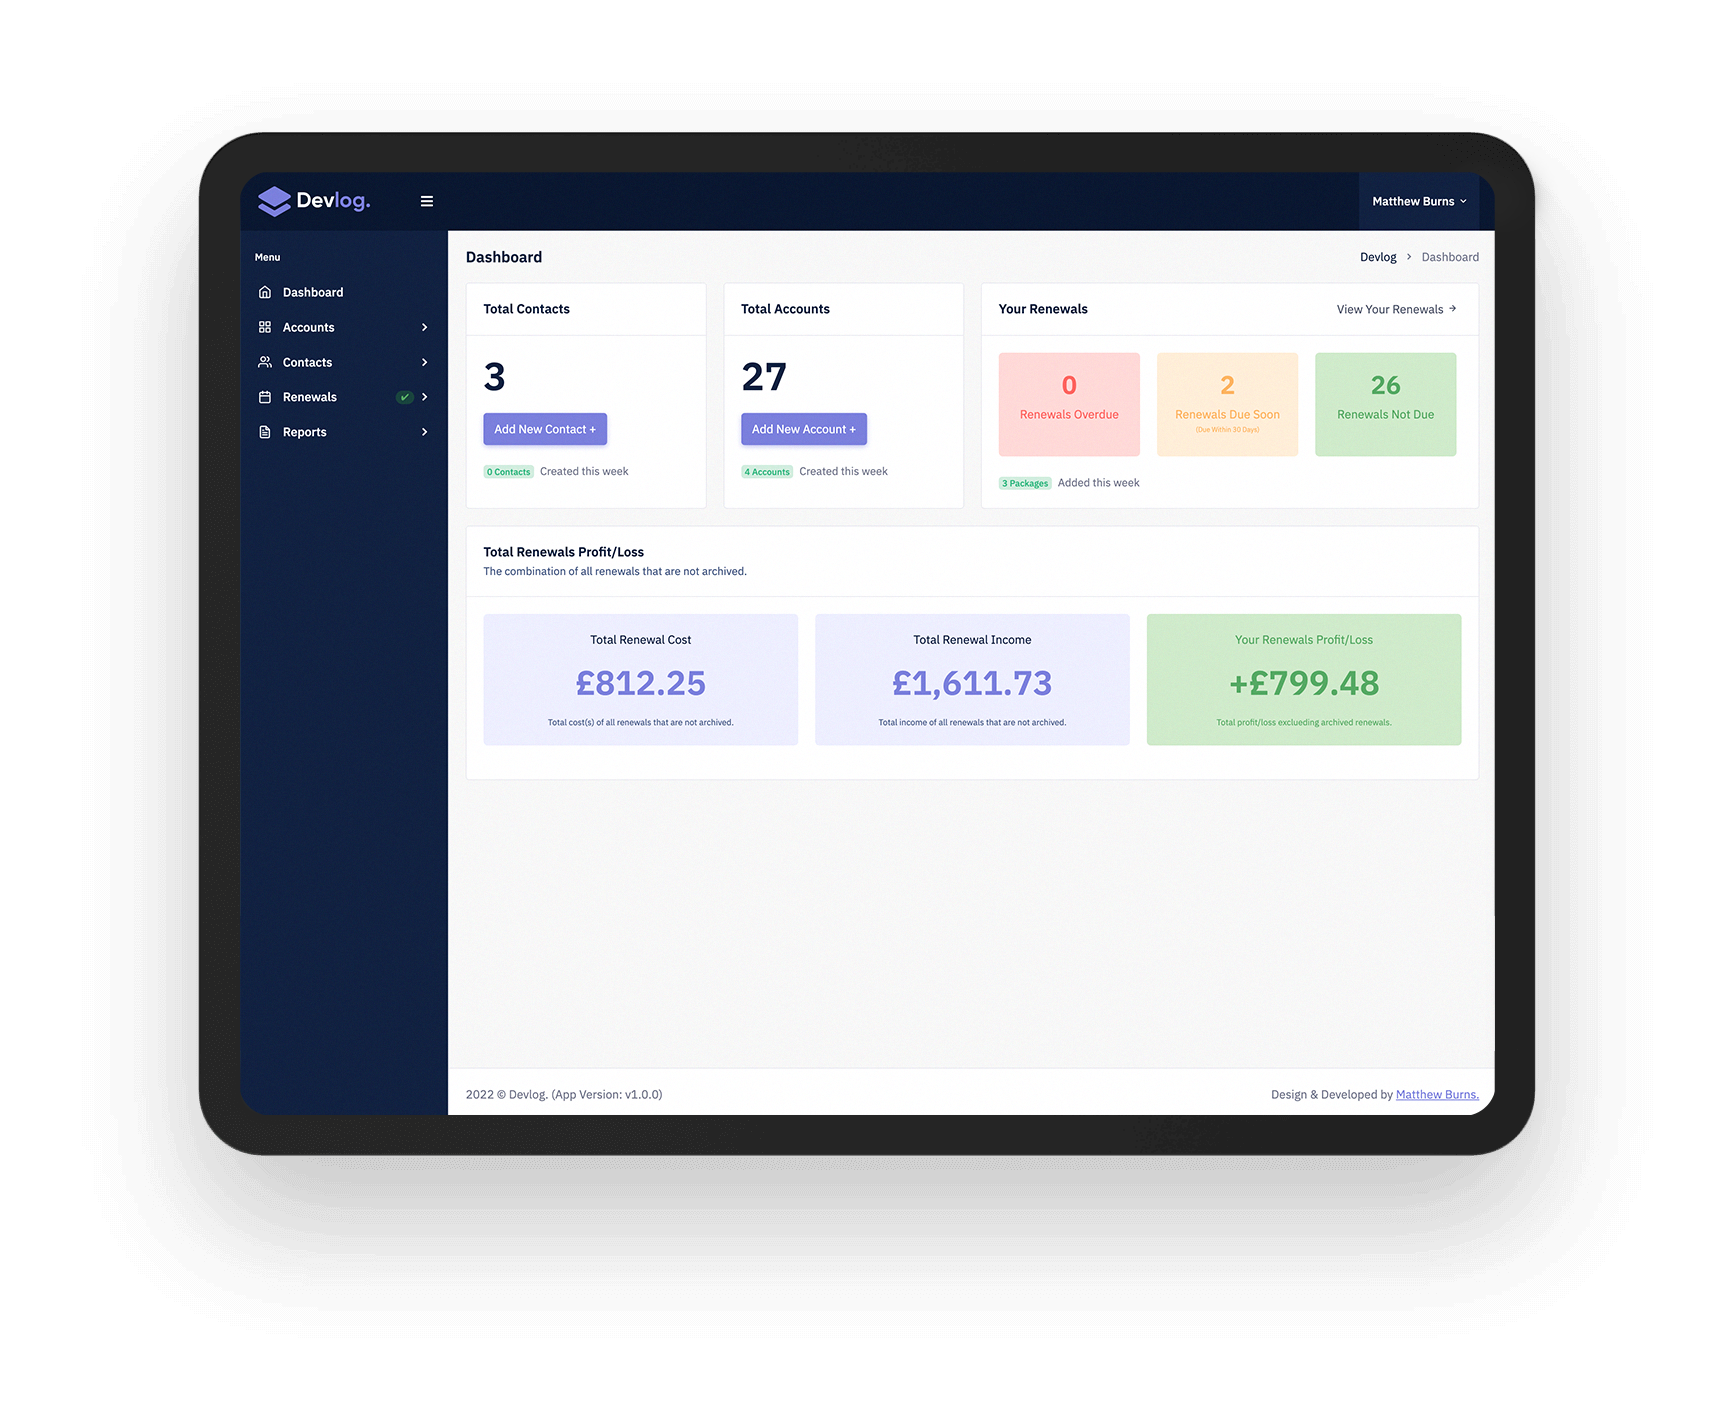 Devlog.
Matthew Burns
Menu
Dashboard
Accounts
Contacts
Renewals
Reports
Dashboard
Devlog > Dashboard
Total Contacts
3
Add New Contact +
0 Contacts Created this week
Total Accounts
27
Add New Account +
4 Accounts Created this week
Your Renewals
View Your Renewals →
0
Renewals Overdue
2
Renewals Due Soon
(Due Within 30 Days)
26
Renewals Not Due
3 Packages Added this week
Total Renewals Profit/Loss
The combination of all renewals that are not archived.
Total Renewal Cost
£812.25
Total cost(s) of all renewals that are not archived.
Total Renewal Income
£1,611.73
Total income of all renewals that are not archived.
Your Renewals Profit/Loss
+£799.48
Total profit/loss exclueding archived renewals.
2022 © Devlog. (App Version: v1.0.0)
Design & Developed by Matthew Burns.